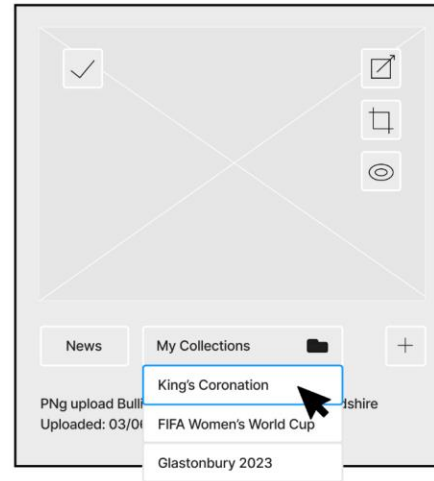 News
My Collections
King's Coronation
PNg upload Bulli
dshire
Uploaded: 03/0
FIFA Women's World Cup
Glastonbury 2023